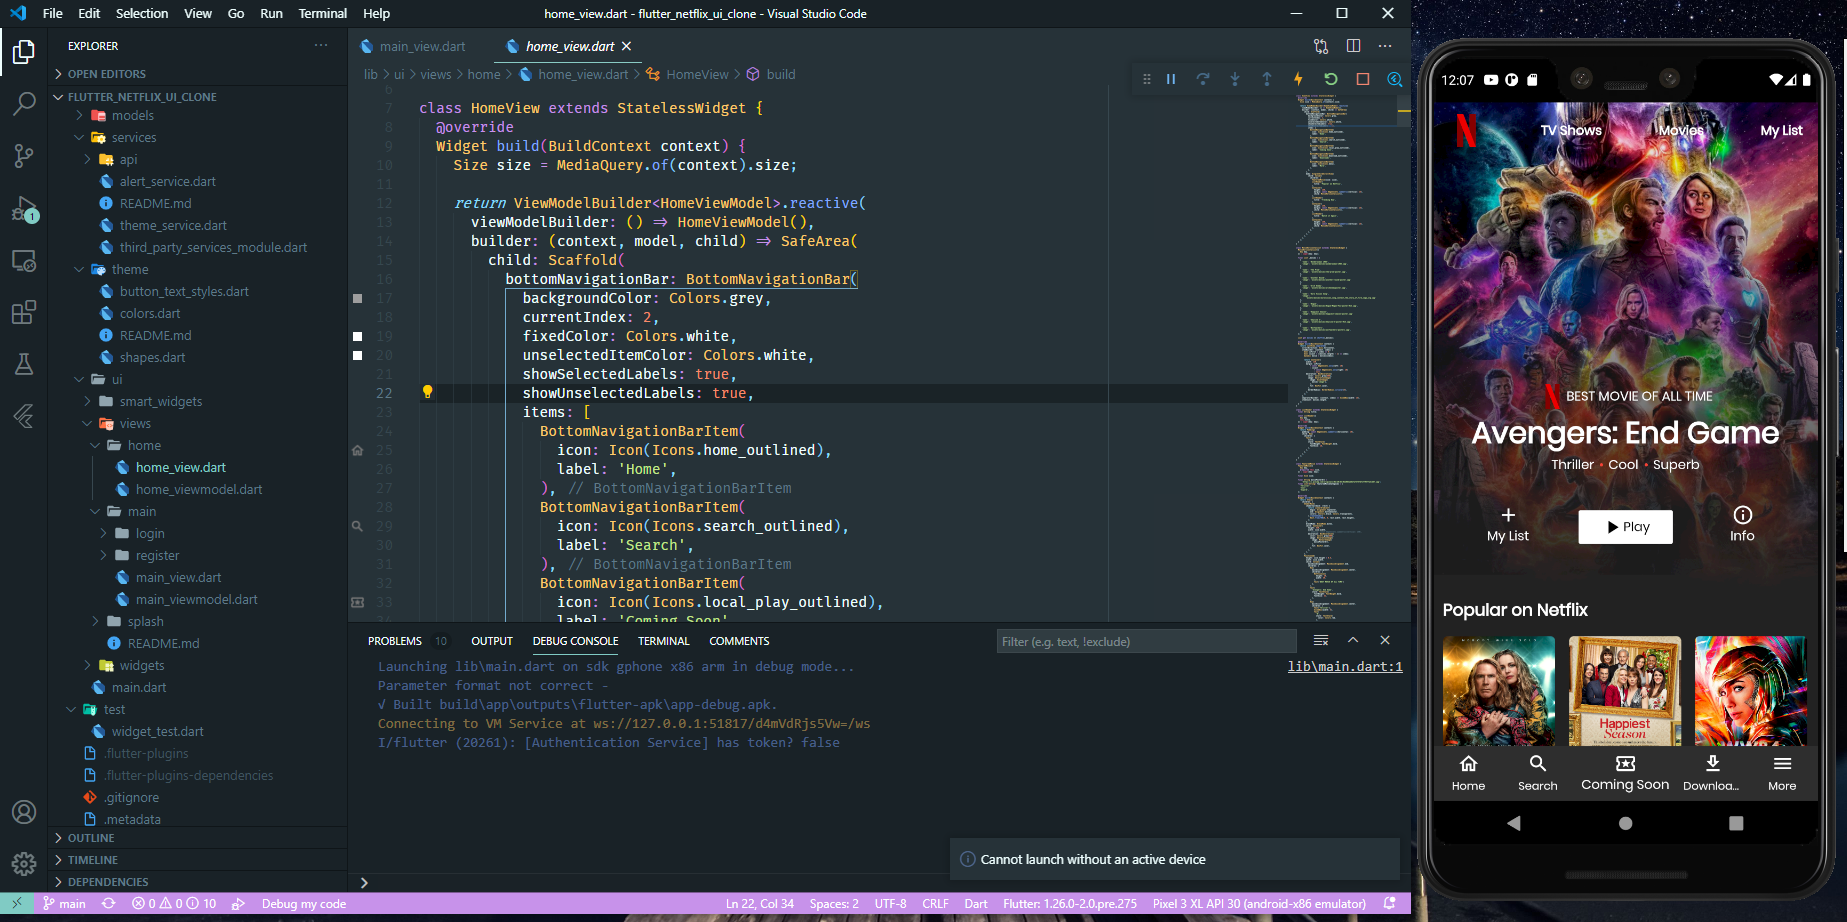 File Edit Selection View Go Run Terminal Help
home_view.dart - flutter_netflix_ui_clone - Visual Studio Code
EXPLORER
OPEN EDITORS
FLUTTER_NETFLIX_UI_CLONE
models
services
api
alert_service.dart
README.md
theme_service.dart
third_party_services_module.dart
theme
button_text_styles.dart
colors.dart
README.md
shapes.dart
ui
smart_widgets
views
home
home_view.dart
home_viewmodel.dart
main
login
register
main_view.dart
main_viewmodel.dart
splash
README.md
widgets
main.dart
test
widget_test.dart
.flutter-plugins
.flutter-plugins-dependencies
.gitignore
.metadata
OUTLINE
TIMELINE
DEPENDENCIES
1
main_view.dart home_view.dart
lib > ui > views > home > home_view.dart > HomeView > build
6
7 class HomeView extends StatelessWidget {
8 @override
9 Widget build(BuildContext context) {
10 Size size = MediaQuery.of(context).size;
11
12 return ViewModelBuilder<HomeViewModel>.reactive(
13 viewModelBuilder: () => HomeViewModel(),
14 builder: (context, model, child) => SafeArea(
15 child: Scaffold(
16 bottomNavigationBar: BottomNavigationBar(
17 backgroundColor: Colors.grey,
18 currentIndex: 2,
19 fixedColor: Colors.white,
20 unselectedItemColor: Colors.white,
21 showSelectedLabels: true,
22 showUnselectedLabels: true,
23 items: [
24 BottomNavigationBarItem(
25 icon: Icon(Icons.home_outlined),
26 label: 'Home',
27 ), // BottomNavigationBarItem
28 BottomNavigationBarItem(
29 icon: Icon(Icons.search_outlined),
30 label: 'Search',
31 ), // BottomNavigationBarItem
32 BottomNavigationBarItem(
33 icon: Icon(Icons.local_play_outlined),
label: 'Coming Soon'
PROBLEMS 10 OUTPUT DEBUG CONSOLE TERMINAL COMMENTS
Filter (e.g. text, !exclude)
Launching lib\main.dart on sdk gphone x86 arm in debug mode...
lib\main.dart:1
Parameter format not correct -
√ Built build\app\outputs\flutter-apk\app-debug.apk.
Connecting to VM Service at ws://127.0.0.1:51817/d4mVdRjs5Vw=/ws
I/flutter (20261): [Authentication Service] has token? false
Cannot launch without an active device
main 0 0 10 Debug my code
Ln 22, Col 34 Spaces: 2 UTF-8 CRLF Dart Flutter: 1.26.0-2.0.pre.275 Pixel 3 XL API 30 (android-x86 emulator)
12:07
TV Shows Movies My List
BEST MOVIE OF ALL TIME
Avengers: End Game
Thriller • Cool • Superb
My List
Play
Info
Popular on Netflix
Happiest
Season
Home Search Coming Soon Downloa... More